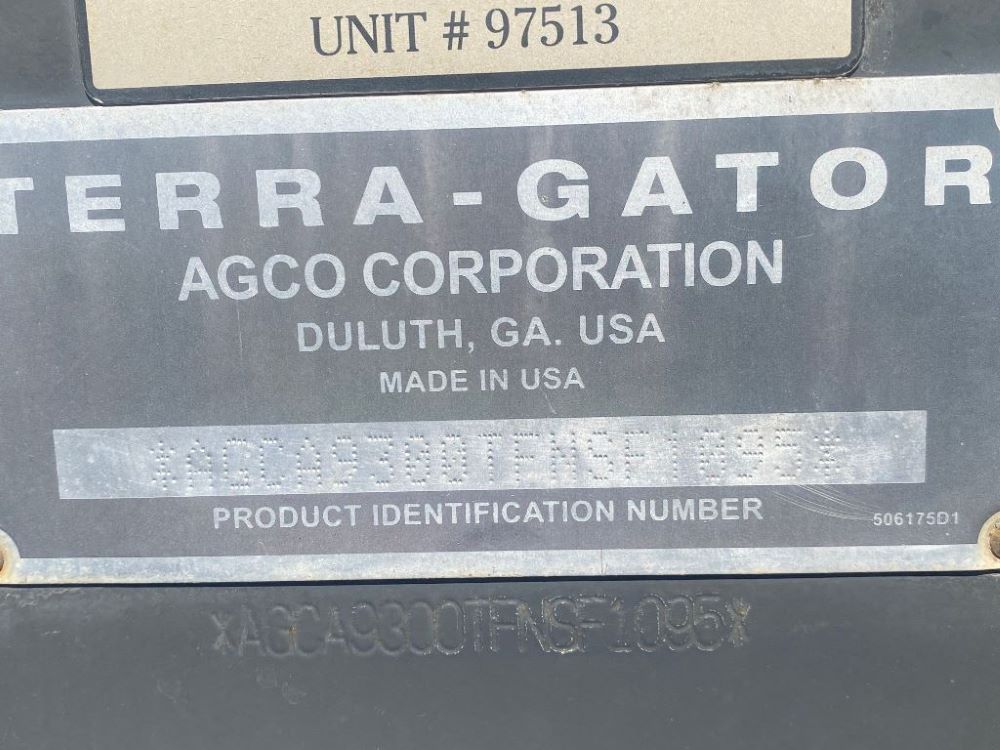 UNIT # 97513
TERRA-GATOR
AGCO CORPORATION
DULUTH, GA. USA
MADE IN USA
*AGCA9300TFNSF1095*
PRODUCT IDENTIFICATION NUMBER
506175D1
*AGCA9300TFNSF1095*